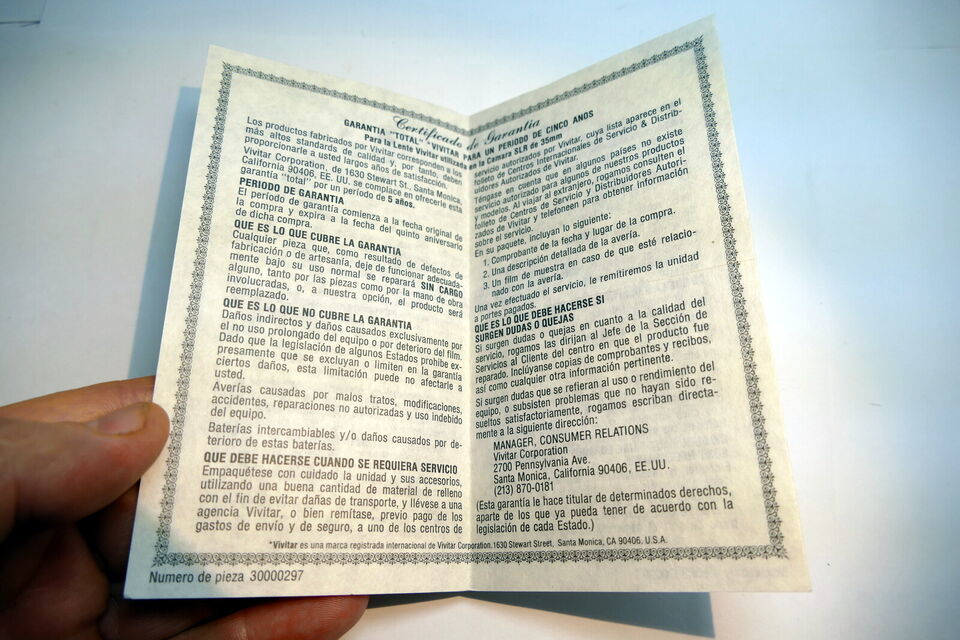 Certificado de Garantia
GARANTIA "TOTAL" VIVITAR PARA UN PERIODO DE CINCO ANOS
Para la Lente Vivitar utilizada en la Camara SLR de 35mm
Los productos fabricados por Vivitar corresponden a los
más altos standards de calidad y, por tanto, deben
proporcionarle a usted largos años de satisfacción.
Vivitar Corporation, de 1630 Stewart St., Santa Monica,
California 90406, EE. UU. se complace en ofrecerle esta
garantía "total" por un período de 5 años.
PERIODO DE GARANTIA
El período de garantía comienza a la fecha original de
la compra y expira a la fecha del quinto aniversario
de dicha compra.
QUE ES LO QUE CUBRE LA GARANTIA
Cualquier pieza que, como resultado de defectos de
fabricación o de artesanía, deje de funcionar adecuada-
mente bajo su uso normal se reparará SIN CARGO
alguno, tanto por las piezas como por la mano de obra
involucradas, o, a nuestra opción, el producto será
reemplazado.
QUE ES LO QUE NO CUBRE LA GARANTIA
Daños indirectos y daños causados exclusivamente por
el no uso prolongado del equipo o por deterioro del film.
Dado que la legislación de algunos Estados prohibe ex-
presamente que se excluyan o limiten en la garantía
ciertos daños, esta limitación puede no afectarle a
usted.
Averías causadas por malos tratos, modificaciones,
accidentes, reparaciones no autorizadas y uso indebido
del equipo.
Baterías intercambiables y/o daños causados por de-
terioro de estas baterías.
QUE DEBE HACERSE CUANDO SE REQUIERA SERVICIO
Empaquétese con cuidado la unidad y sus accesorios,
utilizando una buena cantidad de material de relleno
con el fin de evitar dañas de transporte, y llévese a una
agencia Vivitar, o bien remítase, previo pago de los
gastos de envío y de seguro, a uno de los centros de
servicio autorizados por Vivitar, cuya lista aparece en el
folleto de Centros Internacionales de Servicio & Distrib-
uidores Autorizados de Vivitar.
Téngase en cuenta que en algunos países no existe
servicio autorizado para algunos de nuestros productos
y modelos. Al viajar al extranjero, rogamos consulten el
folleto de Centros de Servicio y Distribuidores Autori-
zados de Vivitar y telefoneen para obtener información
sobre el servicio.
En su paquete, incluyan lo siguiente:
1. Comprobante de la fecha y lugar de la compra.
2. Una descripción detallada de la avería.
3. Un film de muestra en caso de que esté relacio-
nado con la avería.
Una vez efectuado el servicio, le remitiremos la unidad
a portes pagados.
QUE ES LO QUE DEBE HACERSE SI
SURGEN DUDAS O QUEJAS
Si surgen dudas o quejas en cuanto a la calidad del
servicio, rogamos las dirijan al Jefe de la Sección de
Servicios al Cliente del centro en que el producto fue
reparado. Inclúyanse copias de comprobantes y recibos,
así como cualquier otra información pertinente.
Si surgen dudas que se refieran al uso o rendimiento del
equipo, o subsisten problemas que no hayan sido re-
sueltos satisfactoriamente, rogamos escriban directa-
mente a la siguiente dirección:
MANAGER, CONSUMER RELATIONS
Vivitar Corporation
2700 Pennsylvania Ave.
Santa Monica, California 90406, EE.UU.
(213) 870-0181
(Esta garantía le hace titular de determinados derechos,
aparte de los que ya pueda tener de acuerdo con la
legislación de cada Estado.)
*Vivitar es una marca registrada internacional de Vivitar Corporation. 1630 Stewart Street, Santa Monica, CA 90406, U.S.A.
Numero de pieza 30000297